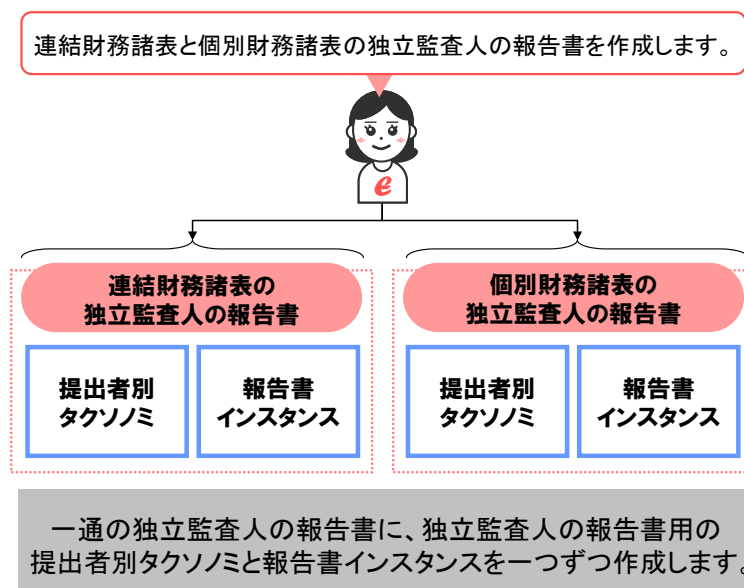 連結財務諸表と個別財務諸表の独立監査人の報告書を作成します。
e
連結財務諸表の
独立監査人の報告書
提出者別
タクソノミ
報告書
インスタンス
個別財務諸表の
独立監査人の報告書
提出者別
タクソノミ
報告書
インスタンス
一通の独立監査人の報告書に、独立監査人の報告書用の
提出者別タクソノミと報告書インスタンスを一つずつ作成します。